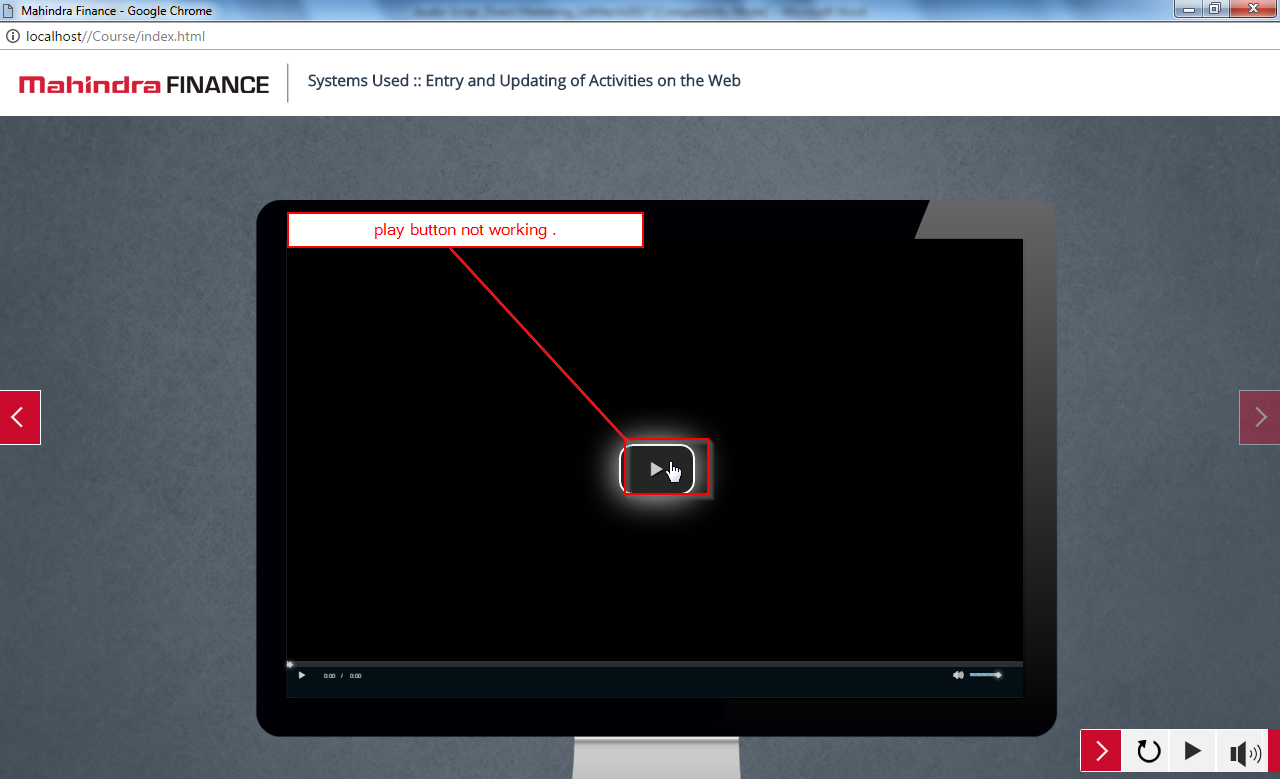 Mahindra Finance - Google Chrome
localhost//Course/index.html
Mahindra FINANCE
Systems Used :: Entry and Updating of Activities on the Web
play button not working .
0:00 / 0:00